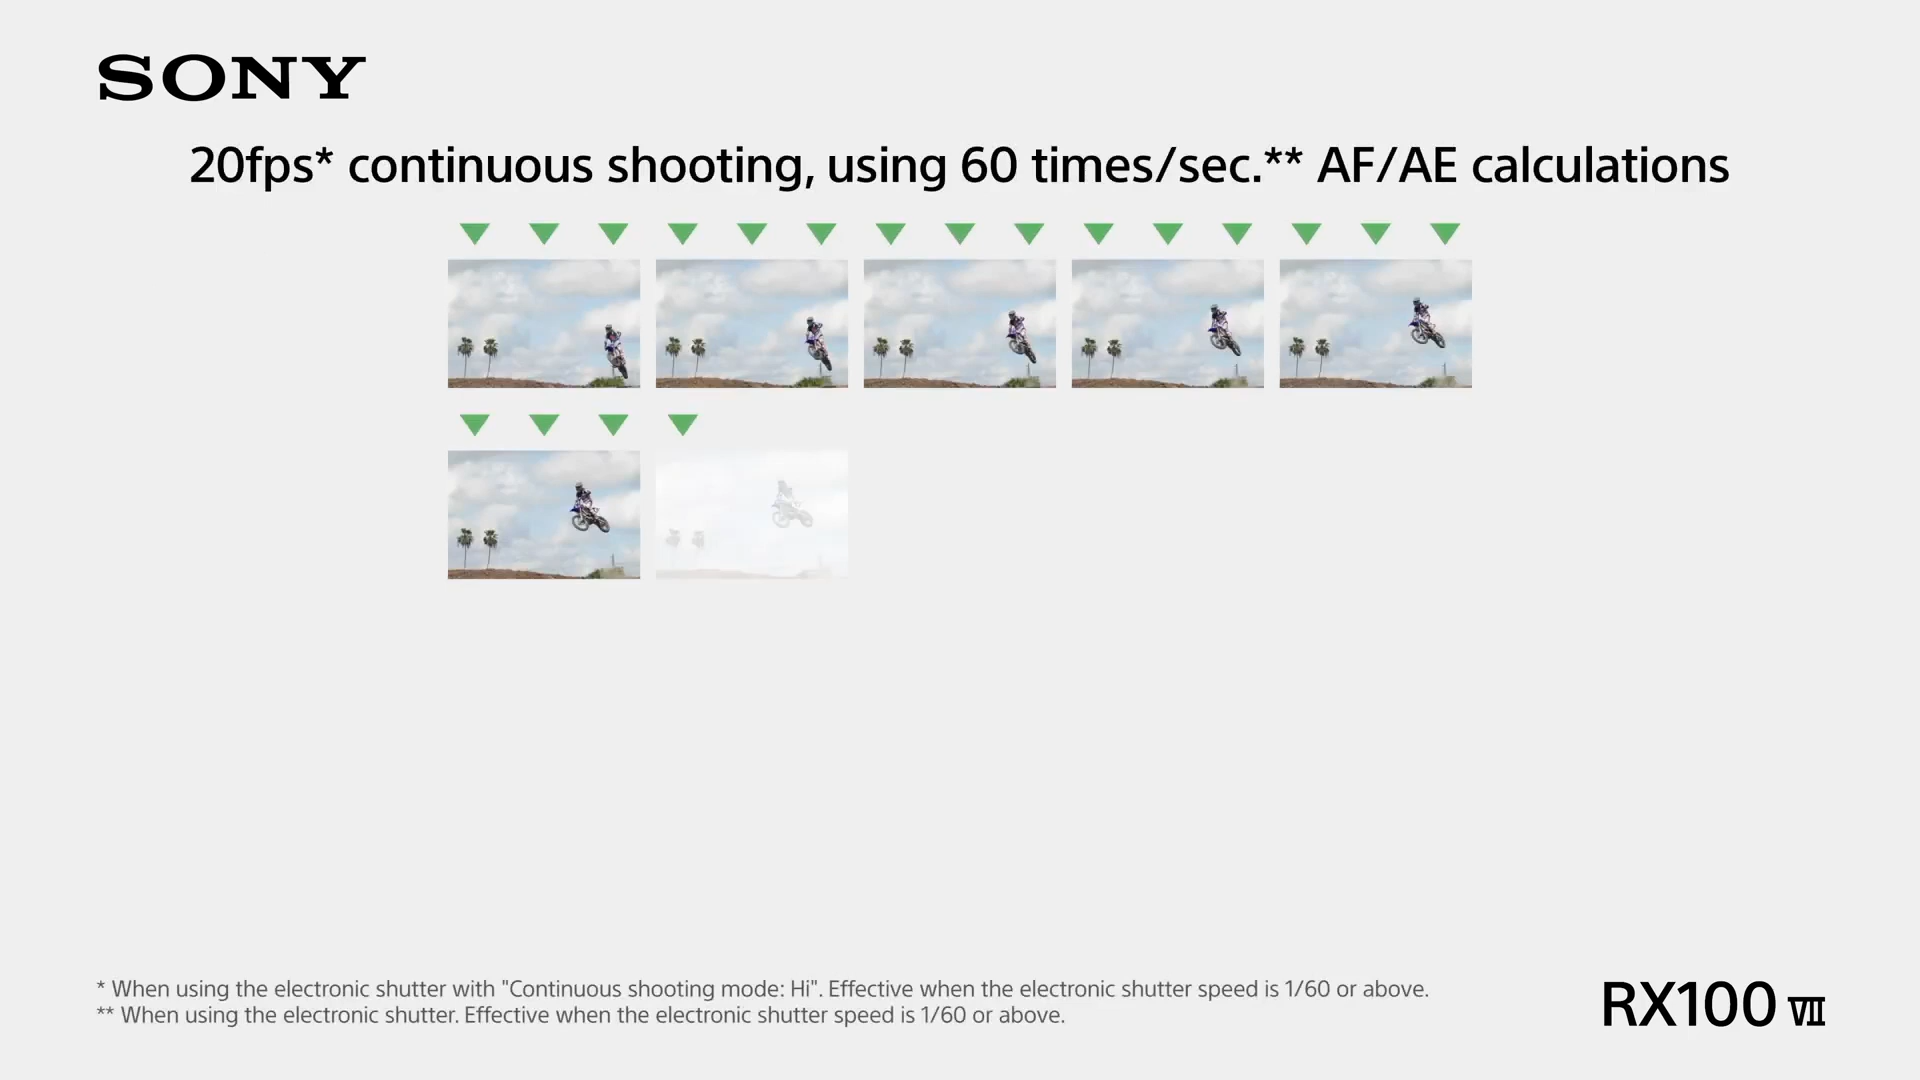 SONY
20fps* continuous shooting, using 60 times/sec.** AF/AE calculations
* When using the electronic shutter with "Continuous shooting mode: Hi". Effective when the electronic shutter speed is 1/60 or above.
** When using the electronic shutter. Effective when the electronic shutter speed is 1/60 or above.
RX100 VII